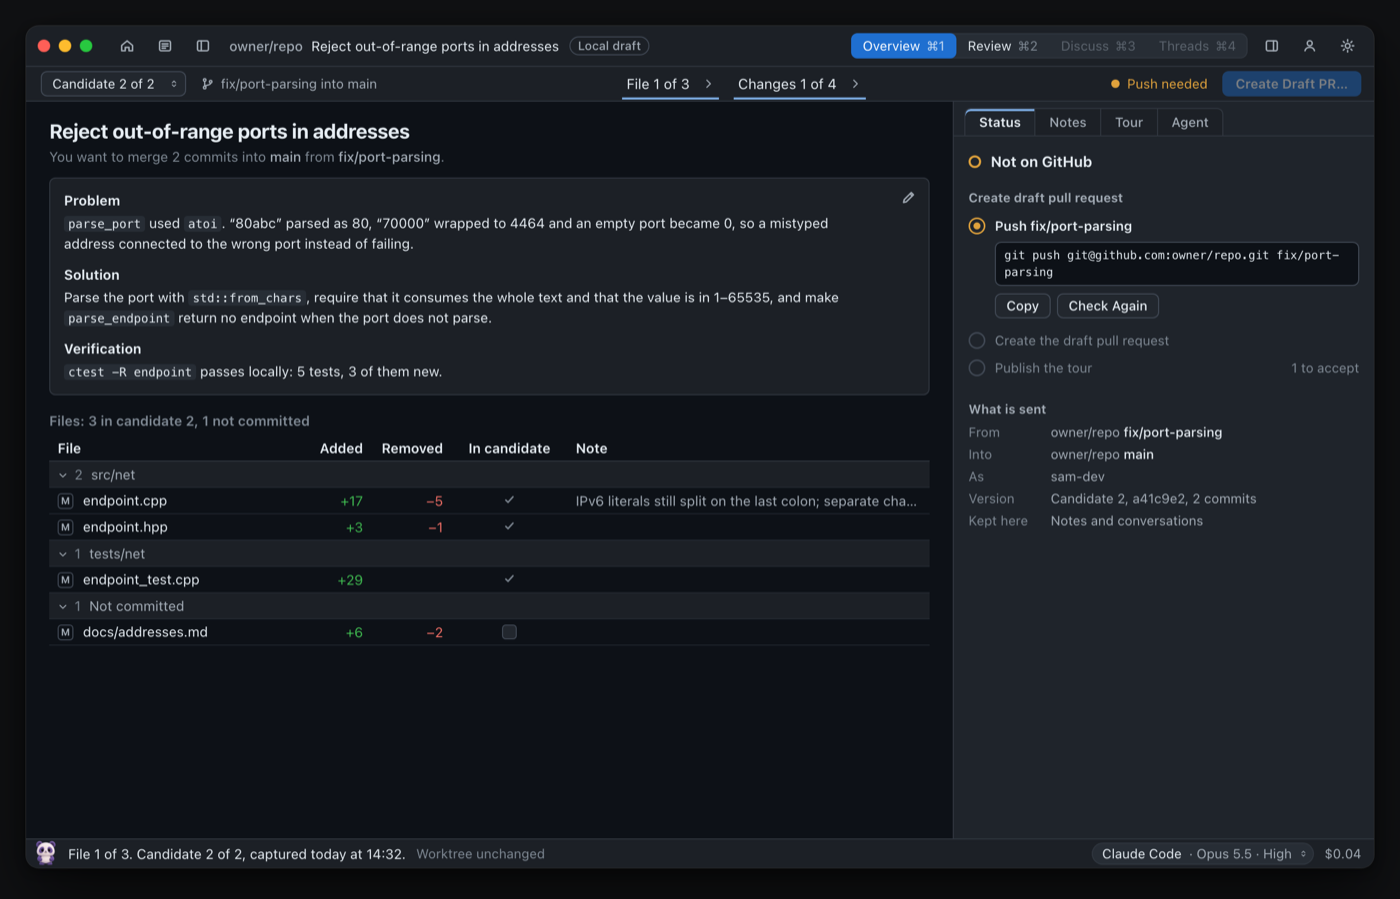 owner/repo Reject out-of-range ports in addresses Local draft
Overview ⌘1 Review ⌘2 Discuss ⌘3 Threads ⌘4
Candidate 2 of 2 fix/port-parsing into main
File 1 of 3 Changes 1 of 4
Push needed Create Draft PR...
Reject out-of-range ports in addresses
You want to merge 2 commits into main from fix/port-parsing.
Problem
parse_port used atoi. “80abc” parsed as 80, “70000” wrapped to 4464 and an empty port became 0, so a mistyped
address connected to the wrong port instead of failing.
Solution
Parse the port with std::from_chars, require that it consumes the whole text and that the value is in 1–65535, and make
parse_endpoint return no endpoint when the port does not parse.
Verification
ctest -R endpoint passes locally: 5 tests, 3 of them new.
Files: 3 in candidate 2, 1 not committed
File Added Removed In candidate Note
2 src/net
M endpoint.cpp +17 −5 IPv6 literals still split on the last colon; separate cha...
M endpoint.hpp +3 −1
1 tests/net
M endpoint_test.cpp +29
1 Not committed
M docs/addresses.md +6 −2
Status Notes Tour Agent
Not on GitHub
Create draft pull request
Push fix/port-parsing
git push git@github.com:owner/repo.git fix/port-
parsing
Copy Check Again
Create the draft pull request
Publish the tour 1 to accept
What is sent
From owner/repo fix/port-parsing
Into owner/repo main
As sam-dev
Version Candidate 2, a41c9e2, 2 commits
Kept here Notes and conversations
File 1 of 3. Candidate 2 of 2, captured today at 14:32. Worktree unchanged
Claude Code · Opus 5.5 · High $0.04